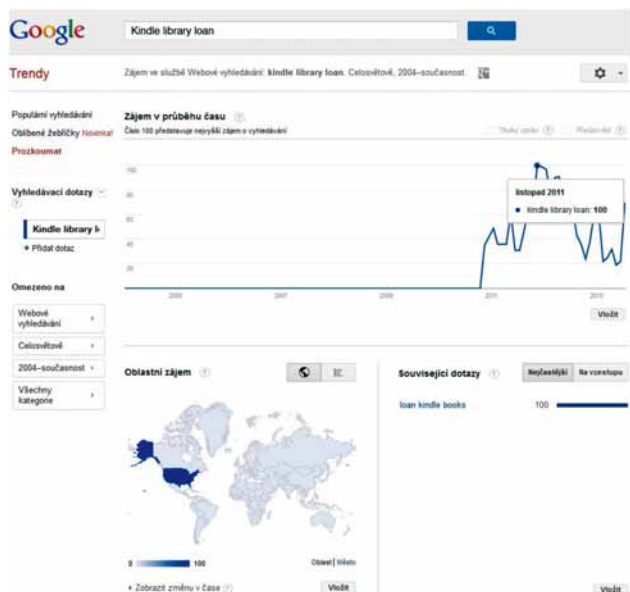 Google
Kindle library loan
Trendy
Zájem ve službě Webové vyhledávání: kindle library loan. Celosvětově, 2004–současnost.
Populární vyhledávání
Oblíbené žebříčky Novinka!
Prozkoumat
Vyhledávací dotazy
Kindle library l
+ Přidat dotaz
Omezeno na
Webové
vyhledávání
Celosvětově
2004–současnost
Všechny
kategorie
Zájem v průběhu času
Číslo 100 představuje nejvyšší zájem o vyhledávání
100
80
60
40
20
listopad 2011
kindle library loan: 100
2005
2007
2009
2011
Vložit
Oblastní zájem
0
100
Oblast | Město
Zobrazit změnu v čase
Vložit
Související dotazy
Nejčastější
Na vzestupu
loan kindle books
100
Vložit